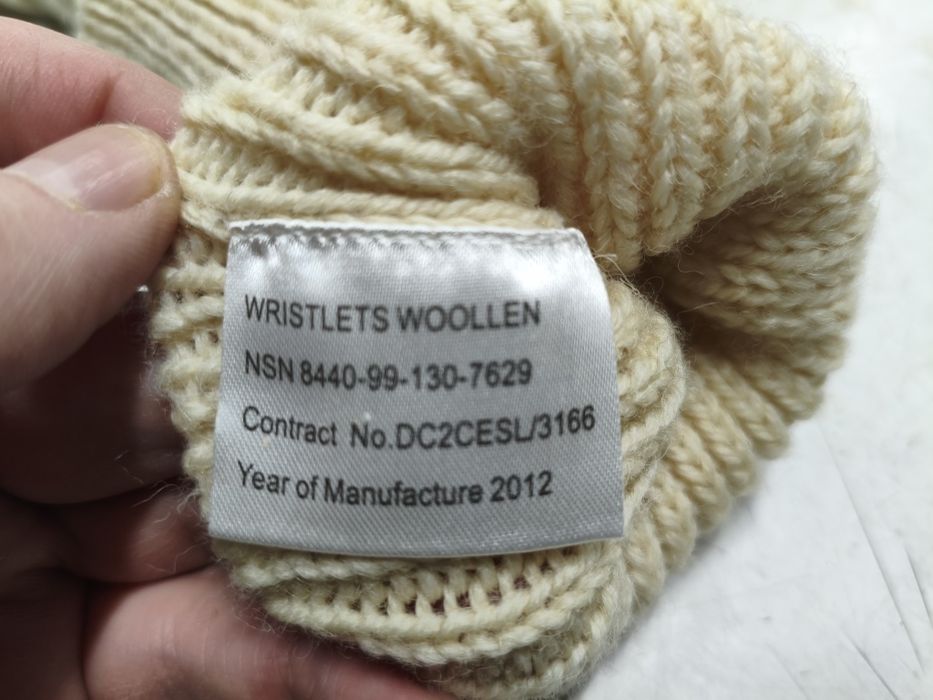 WRISTLETS WOOLLEN
NSN 8440-99-130-7629
Contract No.DC2CESL/3166
Year of Manufacture 2012